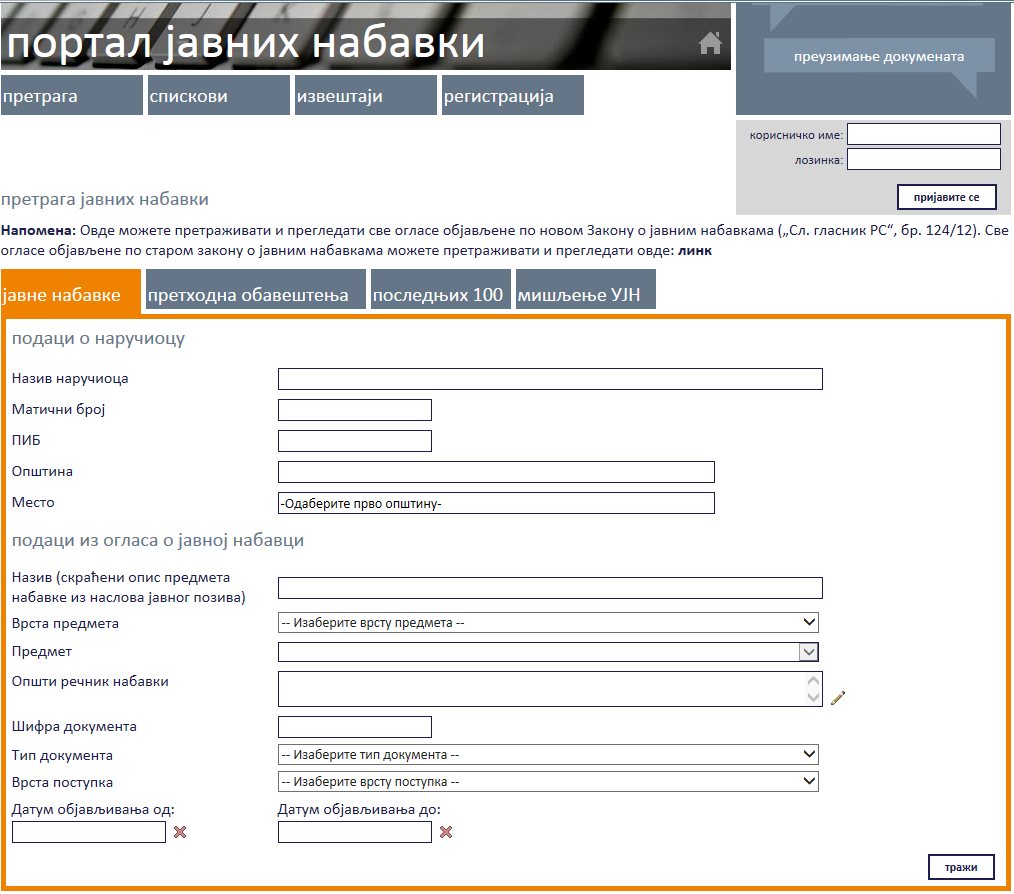 портал јавних набавки
преузимање докумената
претрага
спискови
извештаји
регистрација
корисничко име:
лозинка:
пријавите се
претрага јавних набавки
Напомена: Овде можете претраживати и прегледати све огласе објављене по новом Закону о јавним набавкама („Сл. гласник РС“, бр. 124/12). Све
огласе објављене по старом закону о јавним набавкама можете претраживати и прегледати овде: линк
јавне набавке
претходна обавештења
последњих 100
мишљење УЈН
подаци о наручиоцу
Назив наручиоца
Матични број
ПИБ
Општина
Место
-Одаберите прво општину-
подаци из огласа о јавној набавци
Назив (скраћени опис предмета
набавке из наслова јавног позива)
Врста предмета
-- Изаберите врсту предмета --
Предмет
Општи речник набавки
Шифра документа
Тип документа
-- Изаберите тип документа --
Врста поступка
-- Изаберите врсту поступка --
Датум објављивања од:
Датум објављивања до:
тражи